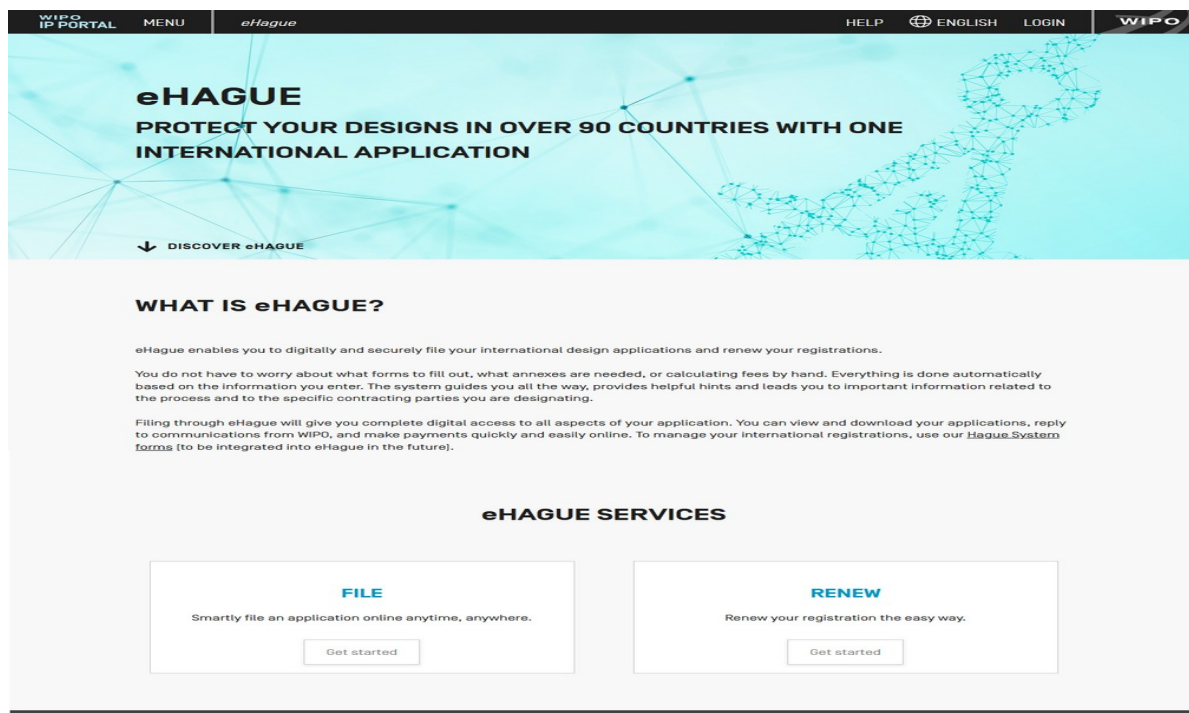 WIPO
IP PORTAL MENU eHague HELP ENGLISH LOGIN WIPO
eHAGUE
PROTECT YOUR DESIGNS IN OVER 90 COUNTRIES WITH ONE
INTERNATIONAL APPLICATION
DISCOVER eHAGUE
WHAT IS eHAGUE?
eHague enables you to digitally and securely file your international design applications and renew your registrations.
You do not have to worry about what forms to fill out, what annexes are needed, or calculating fees by hand. Everything is done automatically
based on the information you enter. The system guides you all the way, provides helpful hints and leads you to important information related to
the process and to the specific contracting parties you are designating.
Filing through eHague will give you complete digital access to all aspects of your application. You can view and download your applications, reply
to communications from WIPO, and make payments quickly and easily online. To manage your international registrations, use our Hague System
forms (to be integrated into eHague in the future).
eHAGUE SERVICES
FILE
Smartly file an application online anytime, anywhere.
Get started
RENEW
Renew your registration the easy way.
Get started